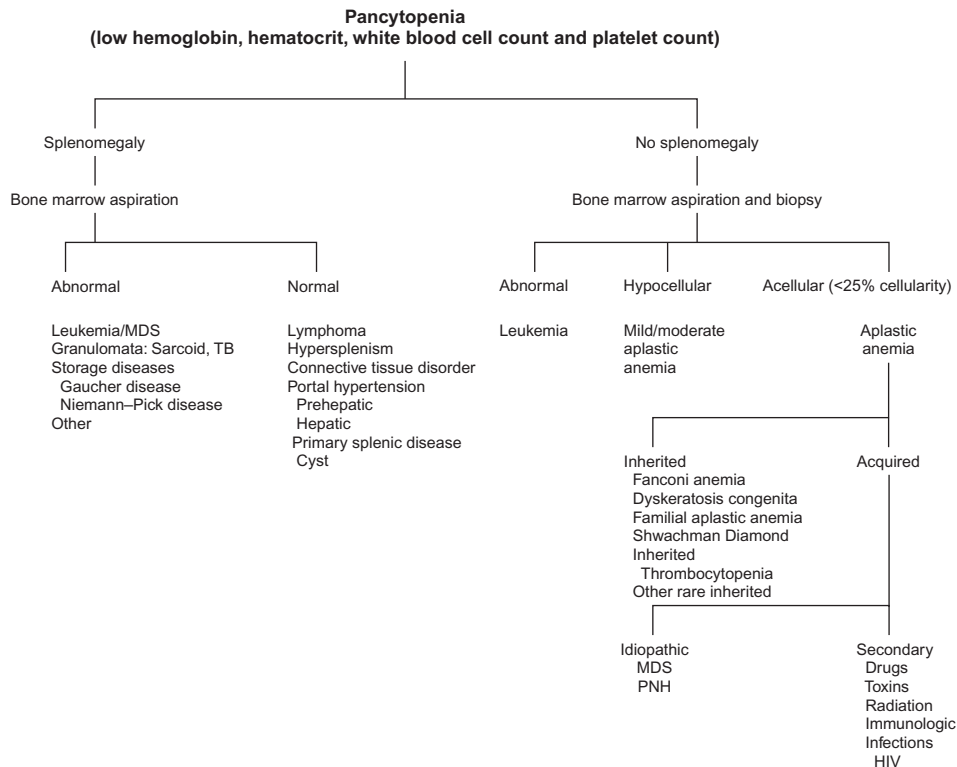 Pancytopenia
(low hemoglobin, hematocrit, white blood cell count and platelet count)
Splenomegaly
No splenomegaly
Bone marrow aspiration
Bone marrow aspiration and biopsy
Abnormal
Normal
Abnormal
Hypocellular
Acellular (<25% cellularity)
Leukemia/MDS
Granulomata: Sarcoid, TB
Storage diseases
Gaucher disease
Niemann–Pick disease
Other
Lymphoma
Hypersplenism
Connective tissue disorder
Portal hypertension
Prehepatic
Hepatic
Primary splenic disease
Cyst
Leukemia
Mild/moderate
aplastic
anemia
Aplastic
anemia
Inherited
Fanconi anemia
Dyskeratosis congenita
Familial aplastic anemia
Shwachman Diamond
Inherited
Thrombocytopenia
Other rare inherited
Acquired
Idiopathic
MDS
PNH
Secondary
Drugs
Toxins
Radiation
Immunologic
Infections
HIV